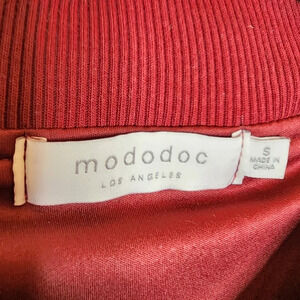 mododoc
LOS ANGELES
S
MADE IN
CHINA